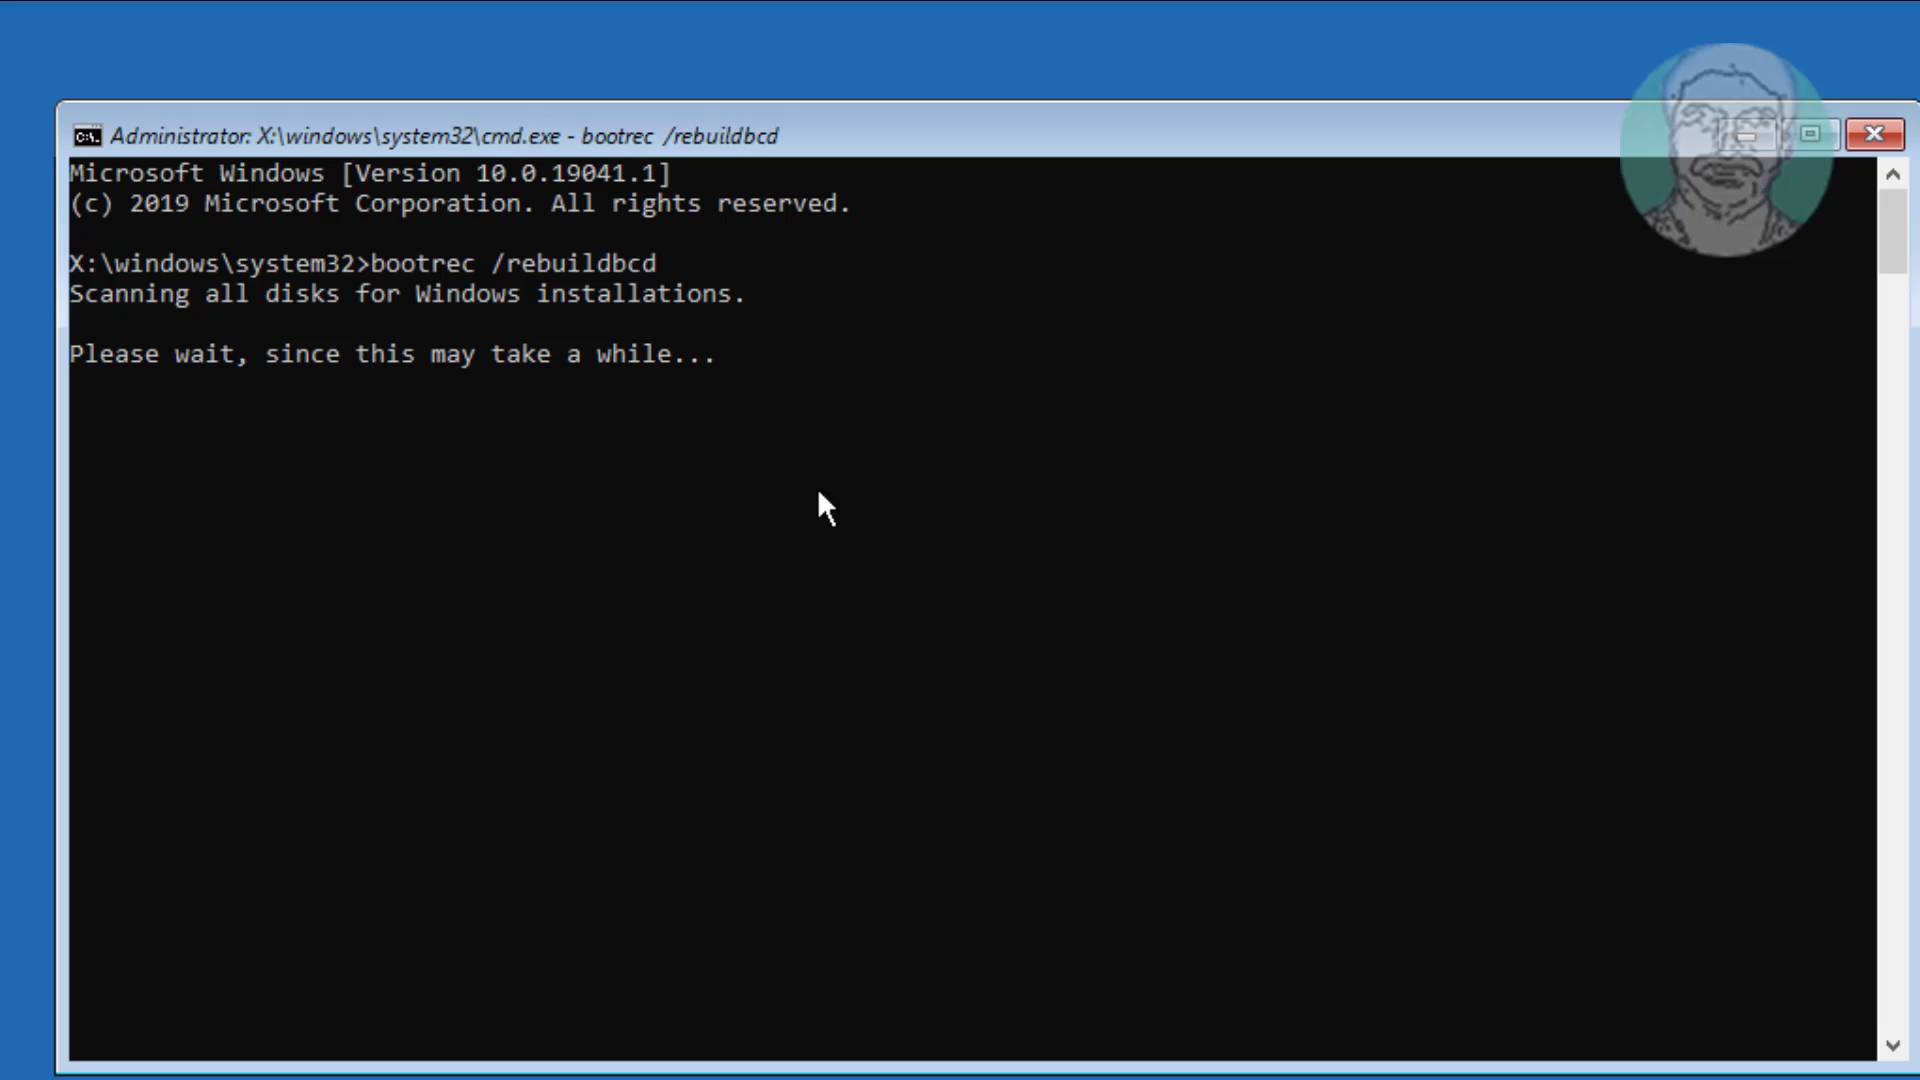 Administrator: X:\windows\system32\cmd.exe - bootrec /rebuildbcd
Microsoft Windows [Version 10.0.19041.1]
(c) 2019 Microsoft Corporation. All rights reserved.
X:\windows\system32>bootrec /rebuildbcd
Scanning all disks for Windows installations.
Please wait, since this may take a while...